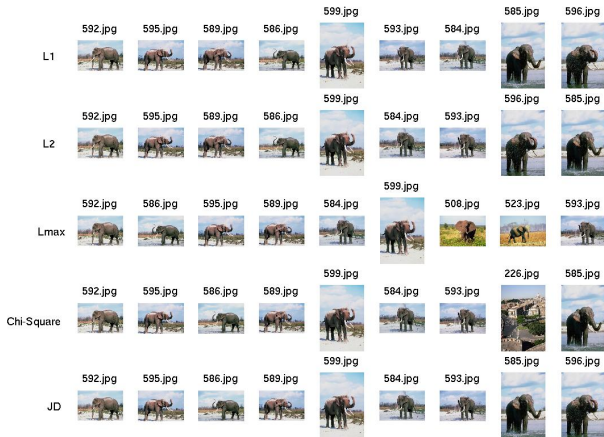 592.jpg 595.jpg 589.jpg 586.jpg 599.jpg 593.jpg 584.jpg 585.jpg 596.jpg
L1
592.jpg 595.jpg 589.jpg 586.jpg 599.jpg 584.jpg 593.jpg 596.jpg 585.jpg
L2
592.jpg 586.jpg 595.jpg 589.jpg 584.jpg 599.jpg 508.jpg 523.jpg 593.jpg
Lmax
592.jpg 595.jpg 586.jpg 589.jpg 599.jpg 584.jpg 593.jpg 226.jpg 585.jpg
Chi-Square
592.jpg 595.jpg 586.jpg 589.jpg 599.jpg 584.jpg 593.jpg 585.jpg 596.jpg
JD